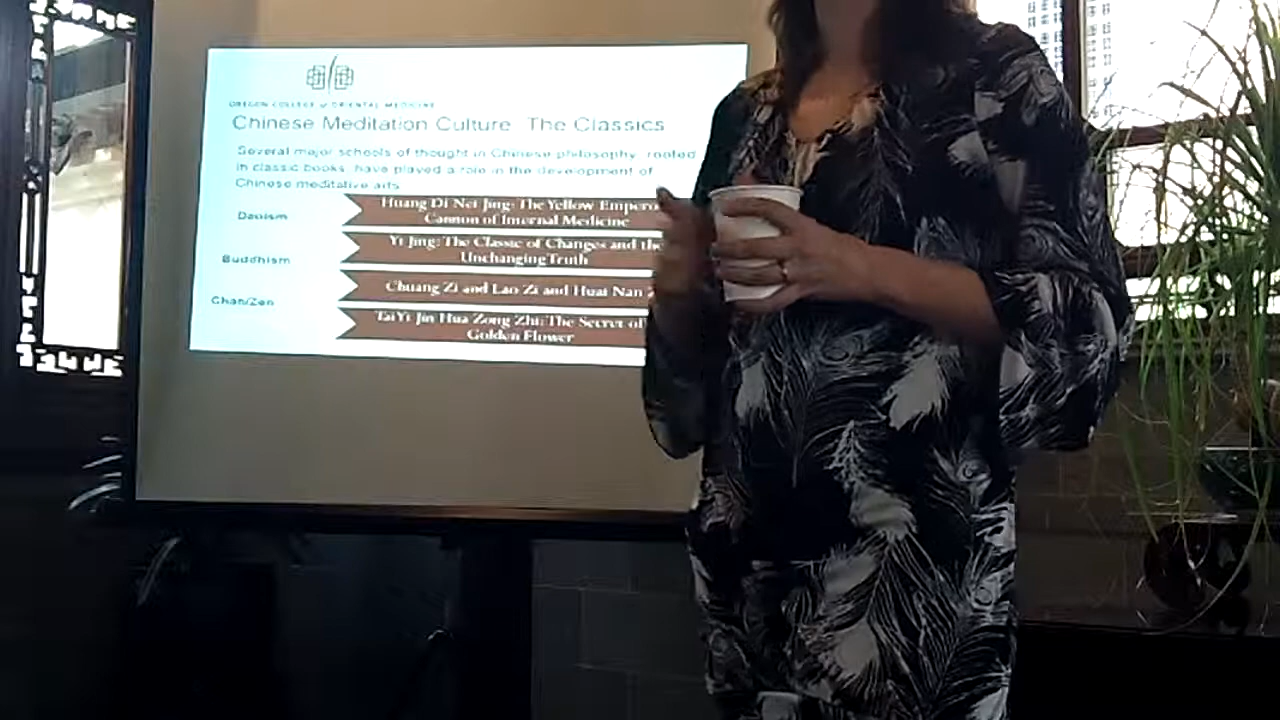 OREGON COLLEGE of ORIENTAL MEDICINE
Chinese Meditation Culture: The Classics
Several major schools of thought in Chinese philosophy, rooted
in classic books, have played a role in the development of
Chinese meditative arts
Daoism
Buddhism
Chan/Zen
Huang Di Nei Jing: The Yellow Empero
Cannon of Internal Medicine
Yi Jing: The Classic of Changes and the
Unchanging Truth
Chuang Zi and Lao Zi and Huai Nan
Tai Yi Jin Hua Zong Zhi: The Secret of
Golden Flower